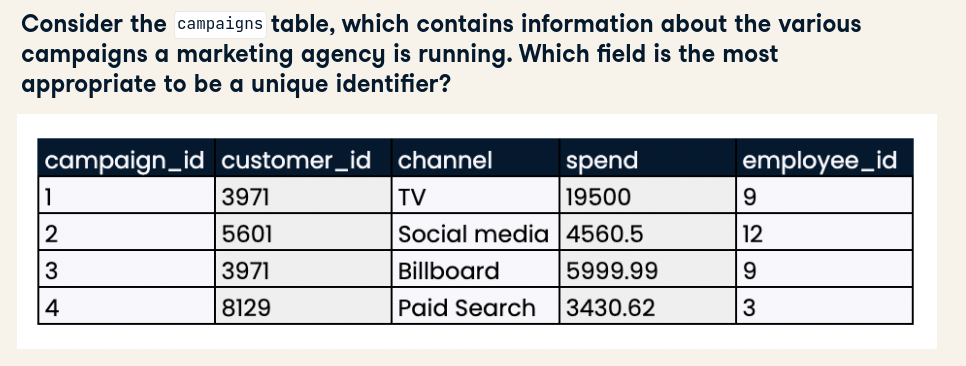 Consider the campaigns table, which contains information about the various
campaigns a marketing agency is running. Which field is the most
appropriate to be a unique identifier?
campaign_id customer_id channel spend employee_id
1 3971 TV 19500 9
2 5601 Social media 4560.5 12
3 3971 Billboard 5999.99 9
4 8129 Paid Search 3430.62 3